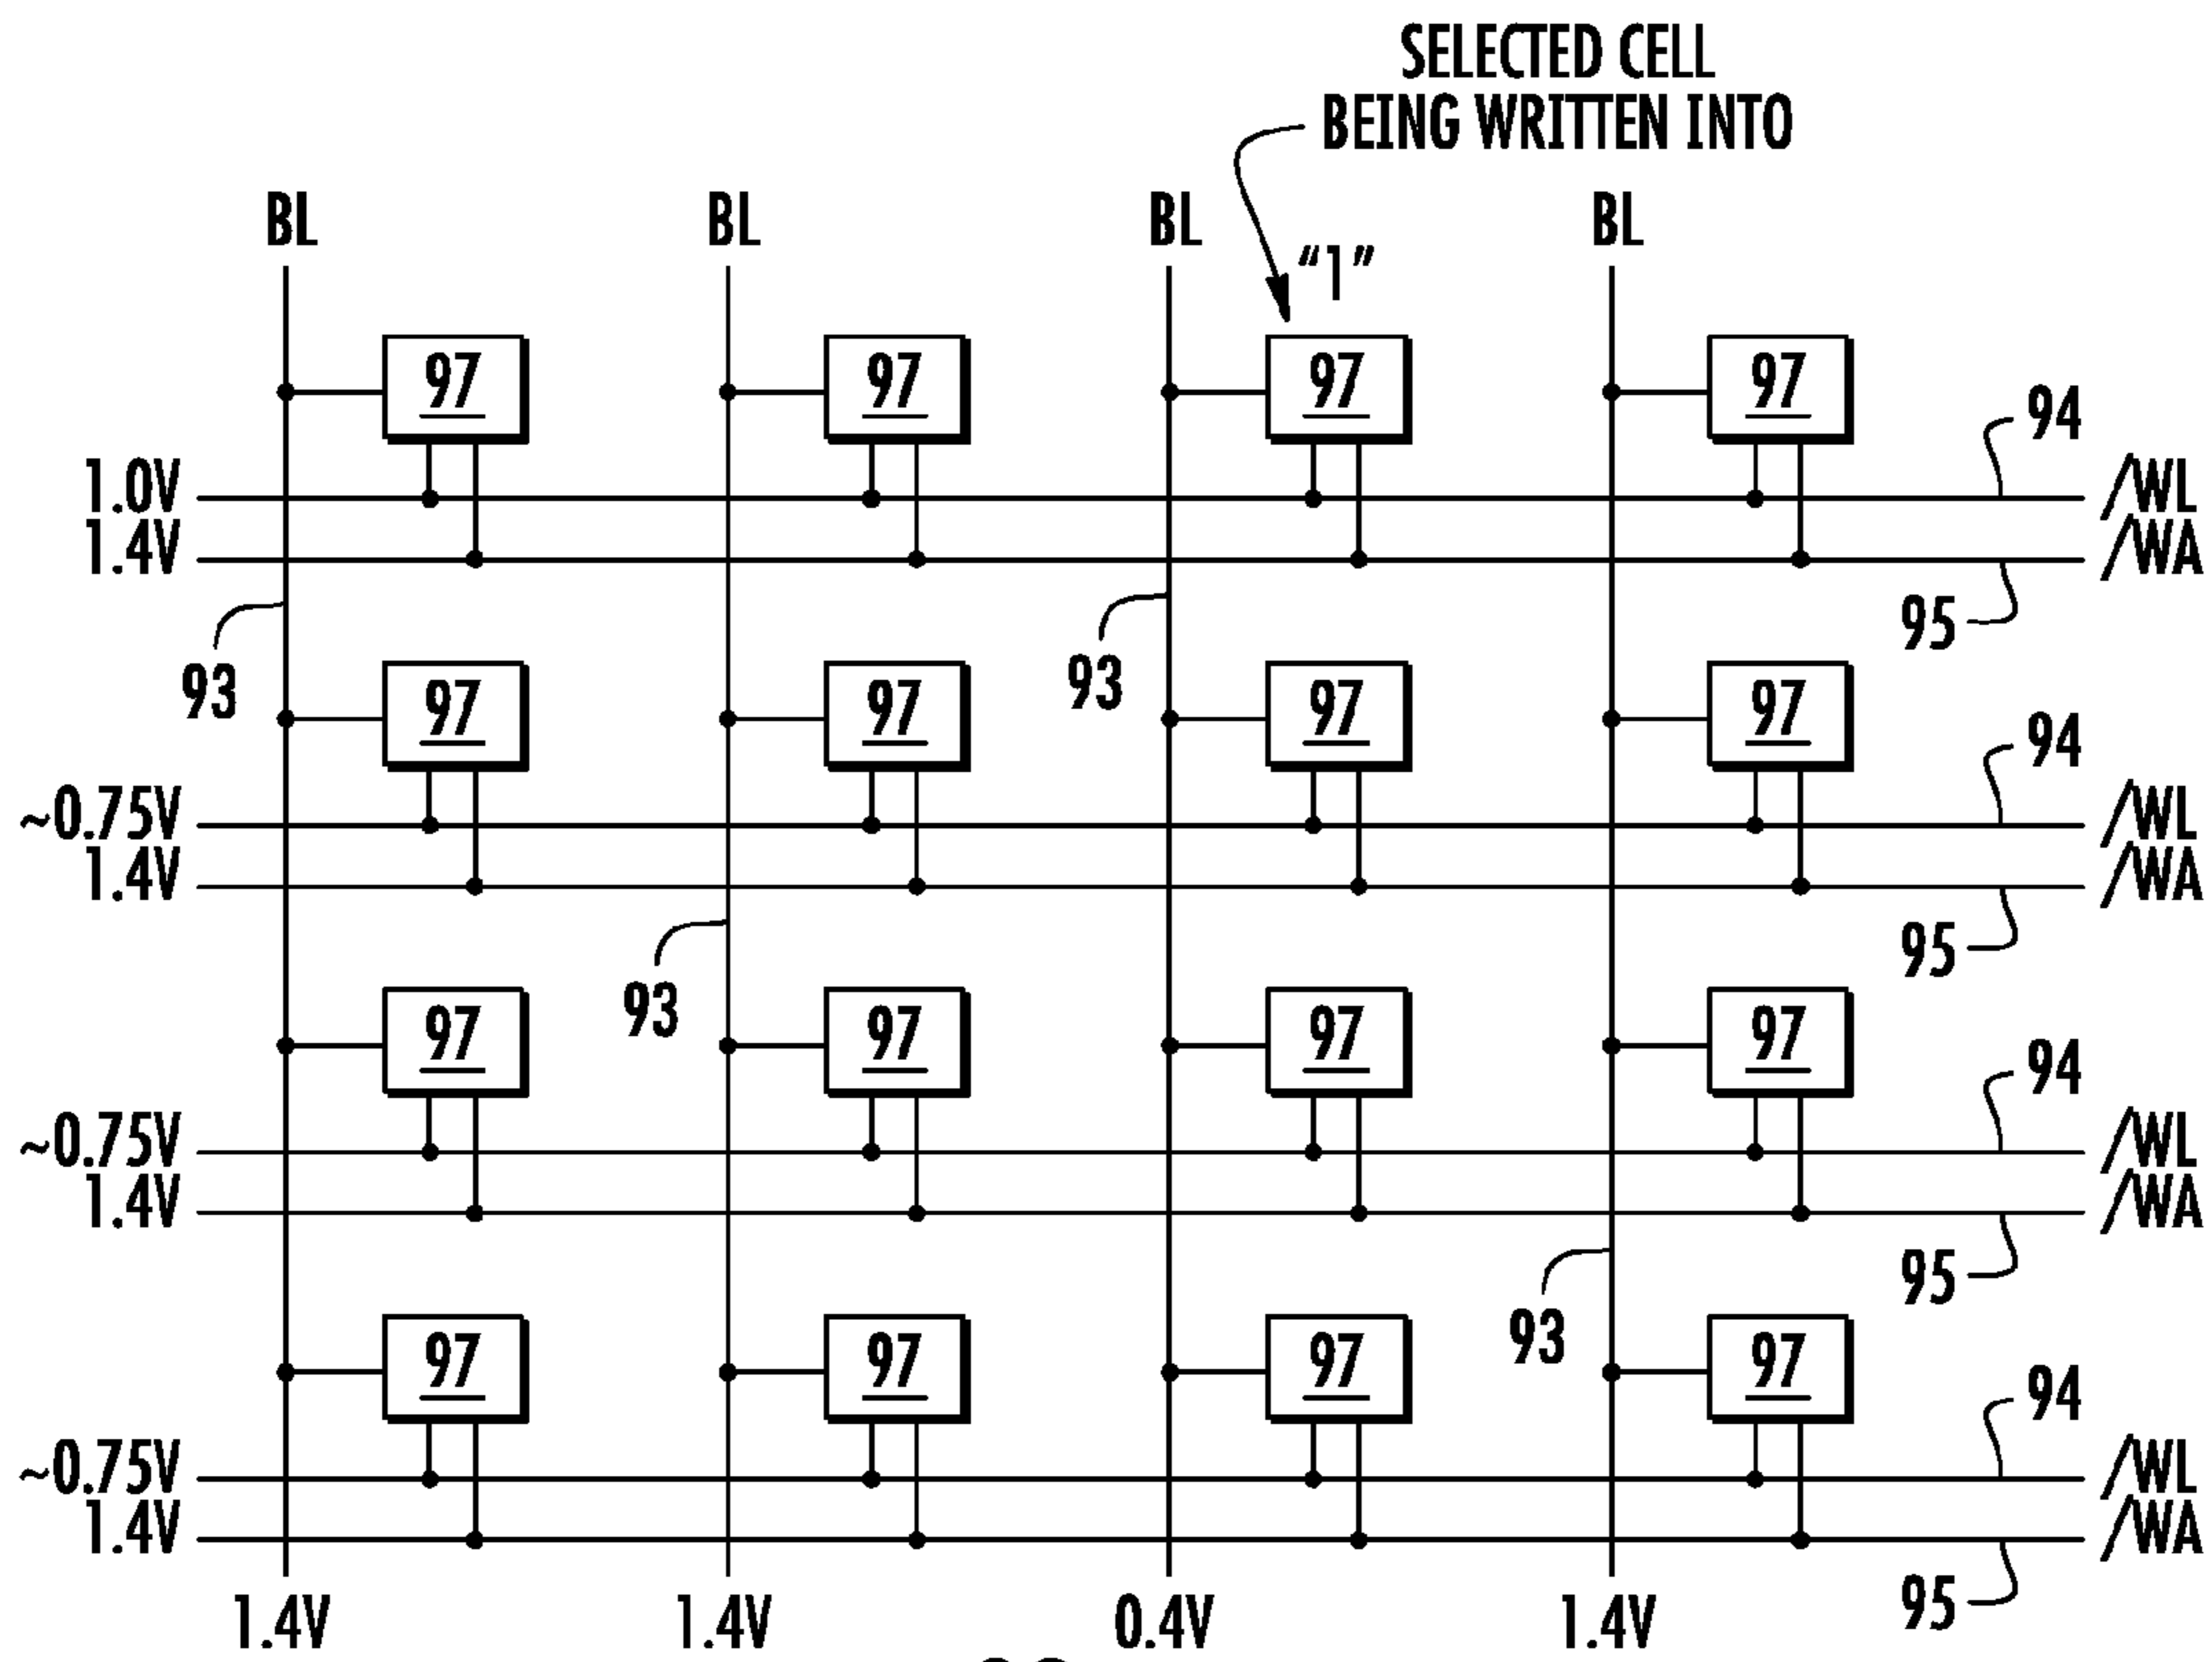 SELECTED CELL
BEING WRITTEN INTO
BL BL BL BL
“1”
97 97 97 97
94
1.0V /WL
1.4V /WA
95
93 93
97 97 97 97
94
~0.75V /WL
1.4V /WA
95
93
97 97 97 97
94
~0.75V /WL
1.4V /WA
95
93
97 97 97 97
94
~0.75V /WL
1.4V /WA
95
1.4V 1.4V 0.4V 1.4V